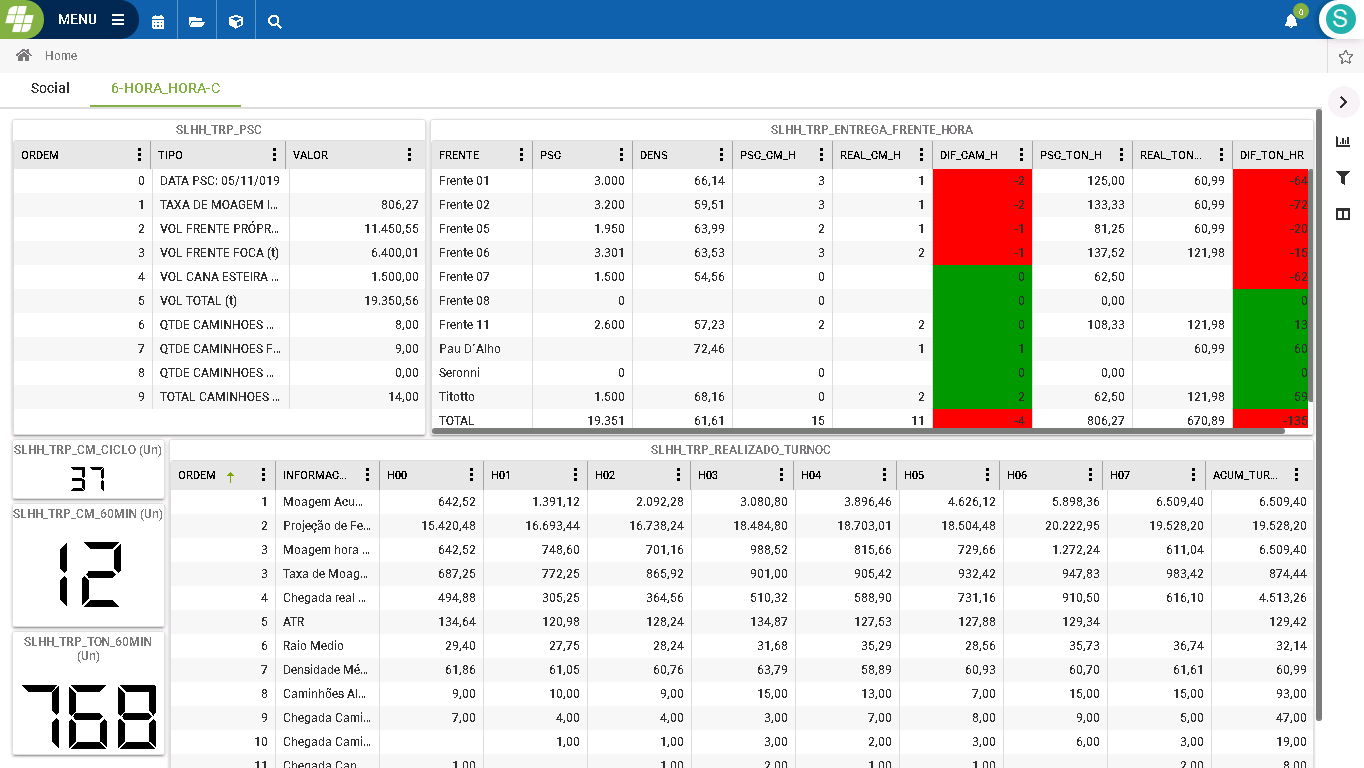 MENU
0
S
Home
Social 6-HORA_HORA-C
SLHH_TRP_PSC
ORDEM TIPO VALOR
0 DATA PSC: 05/11/019
1 TAXA DE MOAGEM I... 806,27
2 VOL FRENTE PRÓPR... 11.450,55
3 VOL FRENTE FOCA (t) 6.400,01
4 VOL CANA ESTEIRA ... 1.500,00
5 VOL TOTAL (t) 19.350,56
6 QTDE CAMINHOES ... 8,00
7 QTDE CAMINHOES F... 9,00
8 QTDE CAMINHOES ... 0,00
9 TOTAL CAMINHOES ... 14,00
SLHH_TRP_ENTREGA_FRENTE_HORA
FRENTE PSC DENS PSC_CM_H REAL_CM_H DIF_CAM_H PSC_TON_H REAL_TON... DIF_TON_HR
Frente 01 3.000 66,14 3 1 -2 125,00 60,99 -64
Frente 02 3.200 59,51 3 1 -2 133,33 60,99 -72
Frente 05 1.950 63,99 2 1 -1 81,25 60,99 -20
Frente 06 3.301 63,53 3 2 -1 137,52 121,98 -15
Frente 07 1.500 54,56 0 0 62,50 -62
Frente 08 0 0 0 0,00 0
Frente 11 2.600 57,23 2 2 0 108,33 121,98 13
Pau D´Alho 72,46 1 1 60,99 60
Seronni 0 0 0 0,00 0
Titotto 1.500 68,16 0 2 2 62,50 121,98 59
TOTAL 19.351 61,61 15 11 -4 806,27 670,89 -135
SLHH_TRP_CM_CICLO (Un)
37
SLHH_TRP_CM_60MIN (Un)
12
SLHH_TRP_TON_60MIN
(Un)
768
SLHH_TRP_REALIZADO_TURNOC
ORDEM INFORMAC... H00 H01 H02 H03 H04 H05 H06 H07 ACUM_TUR...
1 Moagem Acu... 642,52 1.391,12 2.092,28 3.080,80 3.896,46 4.626,12 5.898,36 6.509,40 6.509,40
2 Projeção de Fe... 15.420,48 16.693,44 16.738,24 18.484,80 18.703,01 18.504,48 20.222,95 19.528,20 19.528,20
3 Moagem hora ... 642,52 748,60 701,16 988,52 815,66 729,66 1.272,24 611,04 6.509,40
3 Taxa de Moag... 687,25 772,25 865,92 901,00 905,42 932,42 947,83 983,42 874,44
4 Chegada real ... 494,88 305,25 364,56 510,32 588,90 731,16 910,50 616,10 4.513,26
5 ATR 134,64 120,98 128,24 134,87 127,53 127,88 129,34 129,42
6 Raio Medio 29,40 27,75 28,24 31,68 35,29 28,56 35,73 36,74 32,14
7 Densidade Mé... 61,86 61,05 60,76 63,79 58,89 60,93 60,70 61,61 60,99
8 Caminhões Al... 9,00 10,00 9,00 15,00 13,00 7,00 15,00 15,00 93,00
9 Chegada Cami... 7,00 4,00 4,00 3,00 7,00 8,00 9,00 5,00 47,00
10 Chegada Cami... 1,00 1,00 3,00 2,00 3,00 6,00 3,00 19,00
11 Chegada Can... 1,00 2,00 1,00 1,00 2,00 8,00